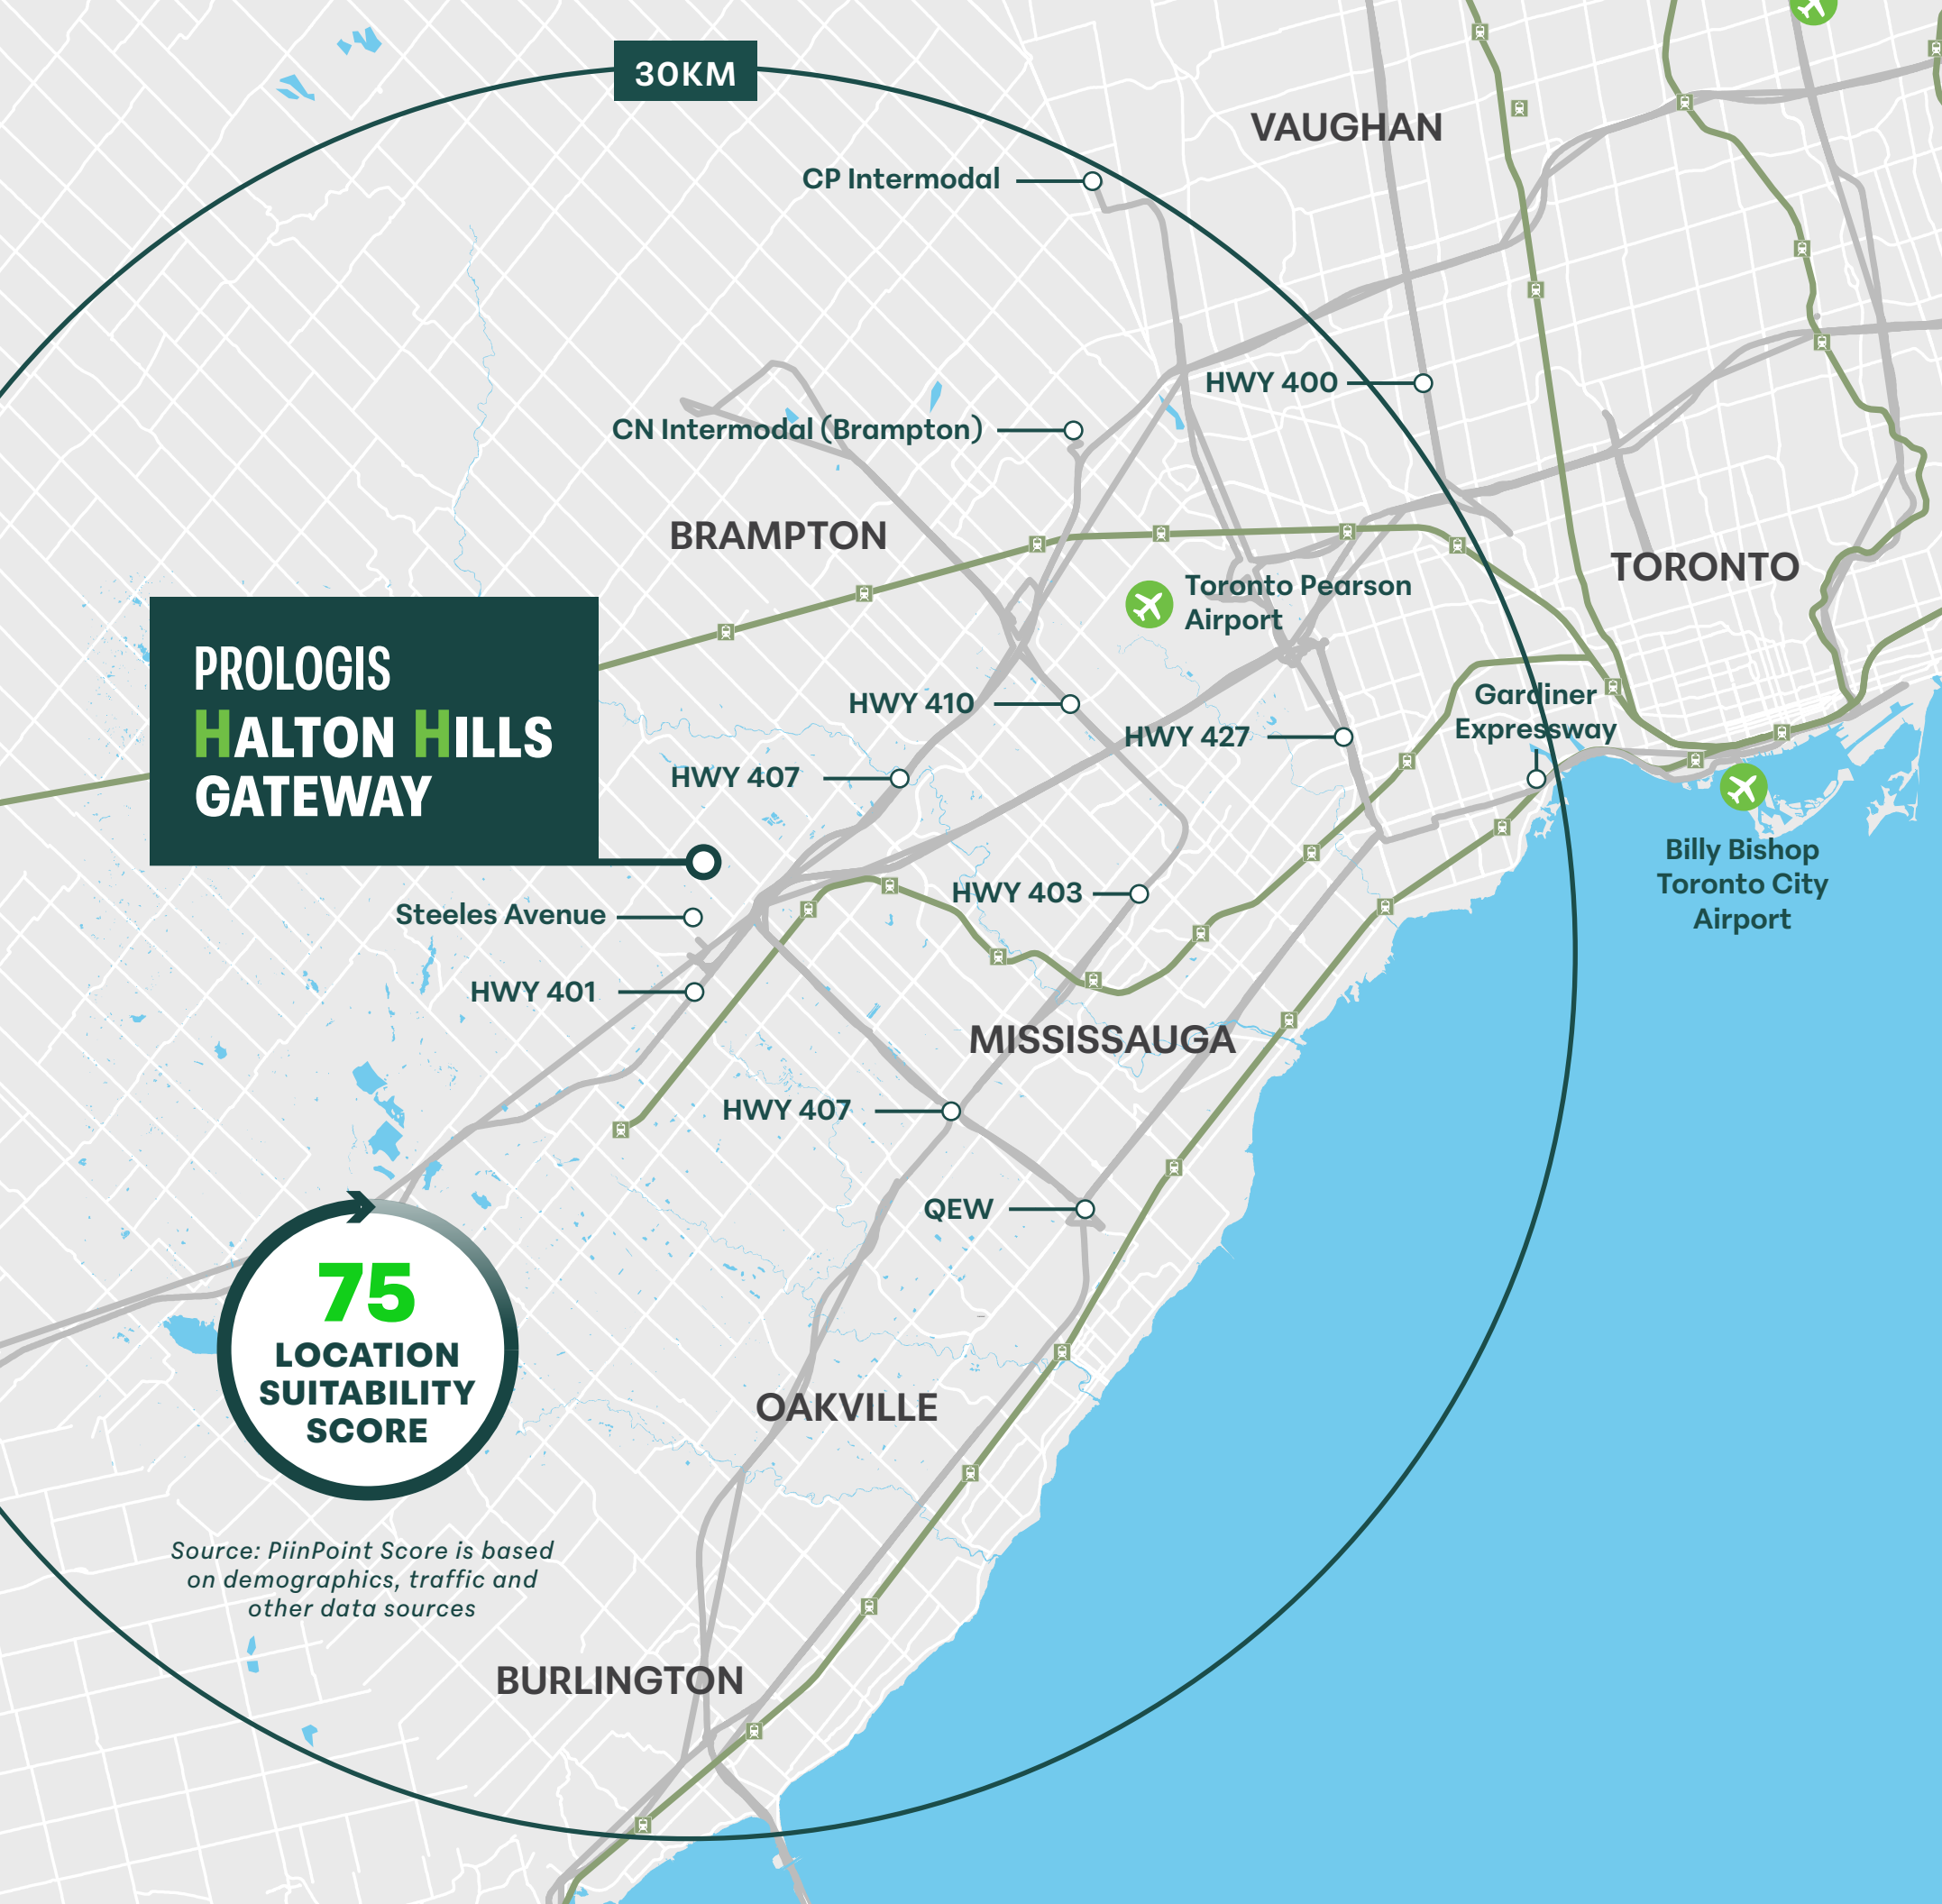 30KM
VAUGHAN
CP Intermodal
HWY 400
CN Intermodal (Brampton)
BRAMPTON
TORONTO
Toronto Pearson
Airport
PROLOGIS
HALTON HILLS
GATEWAY
HWY 410
Gardiner
Expressway
HWY 427
HWY 407
Billy Bishop
Toronto City
Airport
HWY 403
Steeles Avenue
HWY 401
MISSISSAUGA
HWY 407
QEW
75
LOCATION
SUITABILITY
SCORE
OAKVILLE
Source: PiinPoint Score is based
on demographics, traffic and
other data sources
BURLINGTON